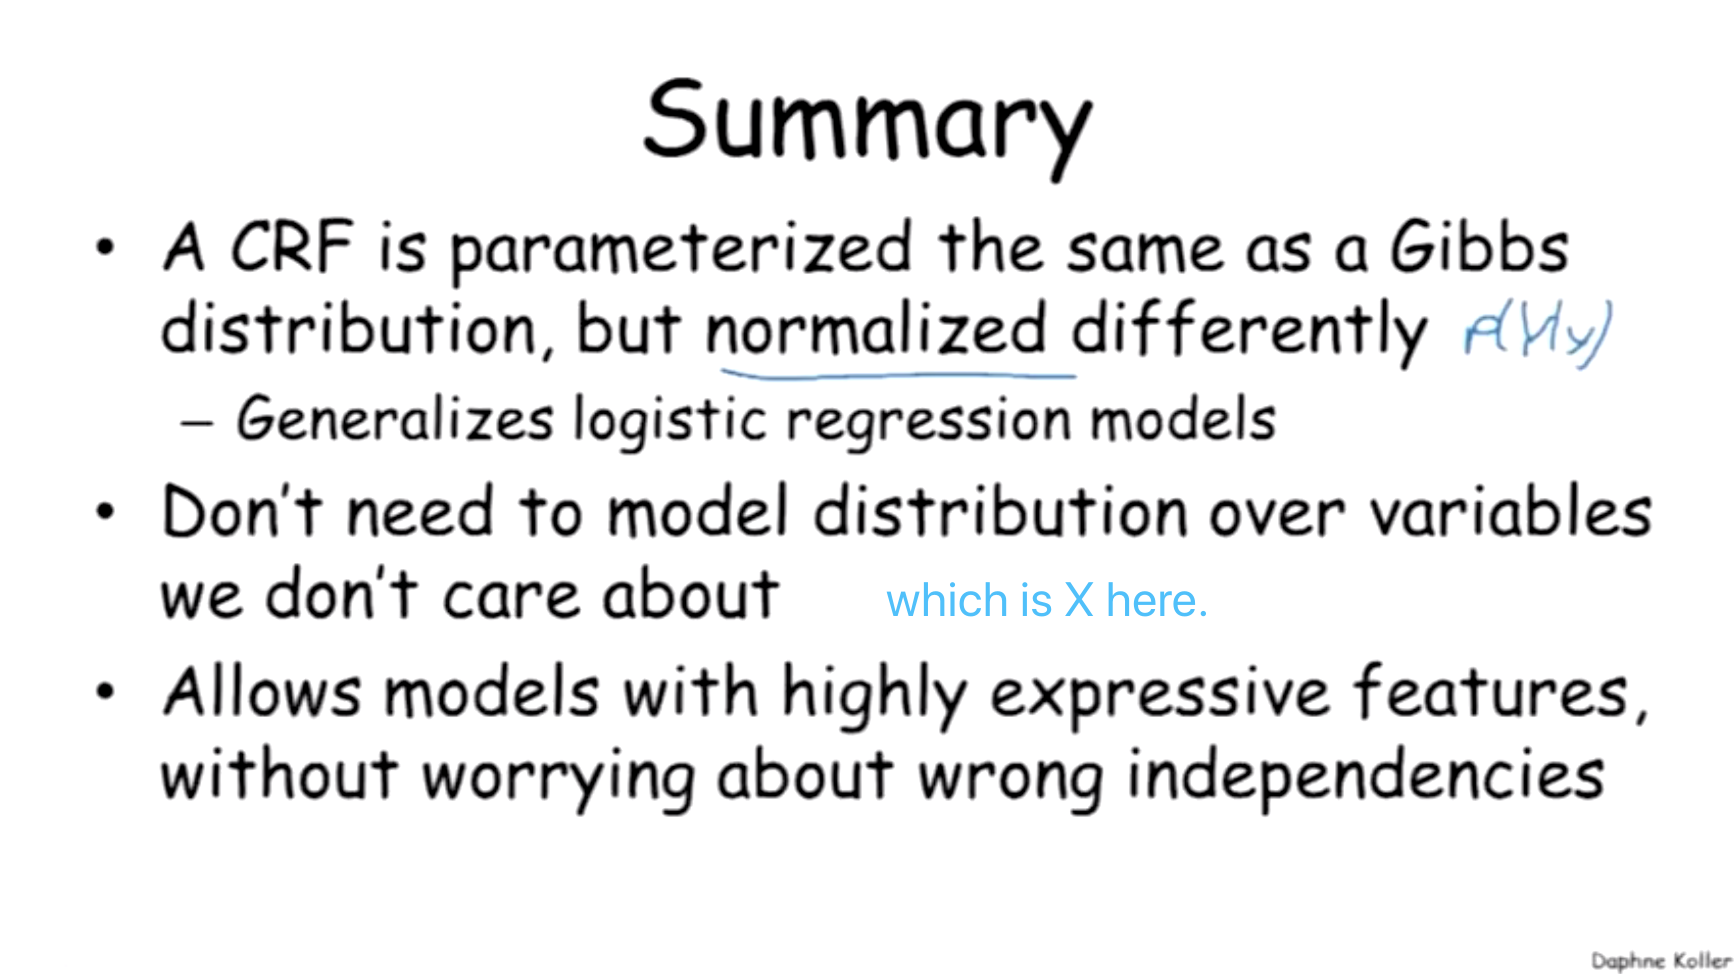 Summary
• A CRF is parameterized the same as a Gibbs
distribution, but normalized differently
– Generalizes logistic regression models
• Don't need to model distribution over variables
we don't care about which is X here.
• Allows models with highly expressive features,
without worrying about wrong independencies
Daphne Koller